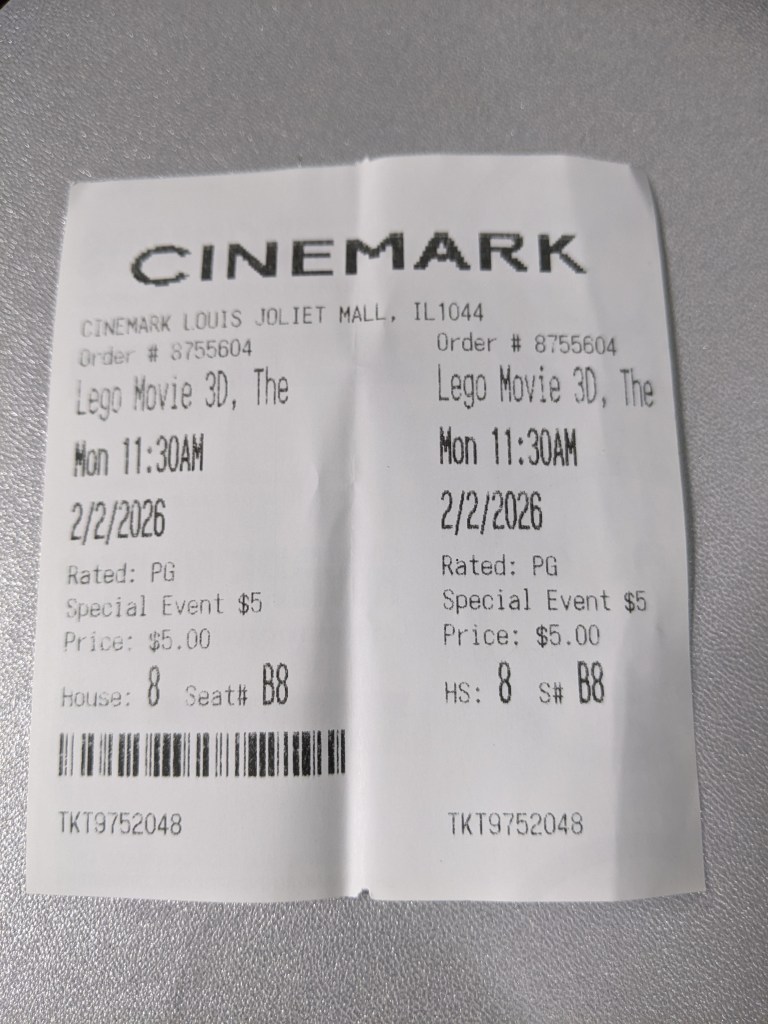 CINEMARK
CINEMARK LOUIS JOLIET MALL, IL1044
Order # 8755604
Lego Movie 3D, The
Mon 11:30AM
2/2/2026
Rated: PG
Special Event $5
Price: $5.00
House: 8 Seat# B8
TKT9752048
Order # 8755604
Lego Movie 3D, The
Mon 11:30AM
2/2/2026
Rated: PG
Special Event $5
Price: $5.00
HS: 8 S# B8
TKT9752048